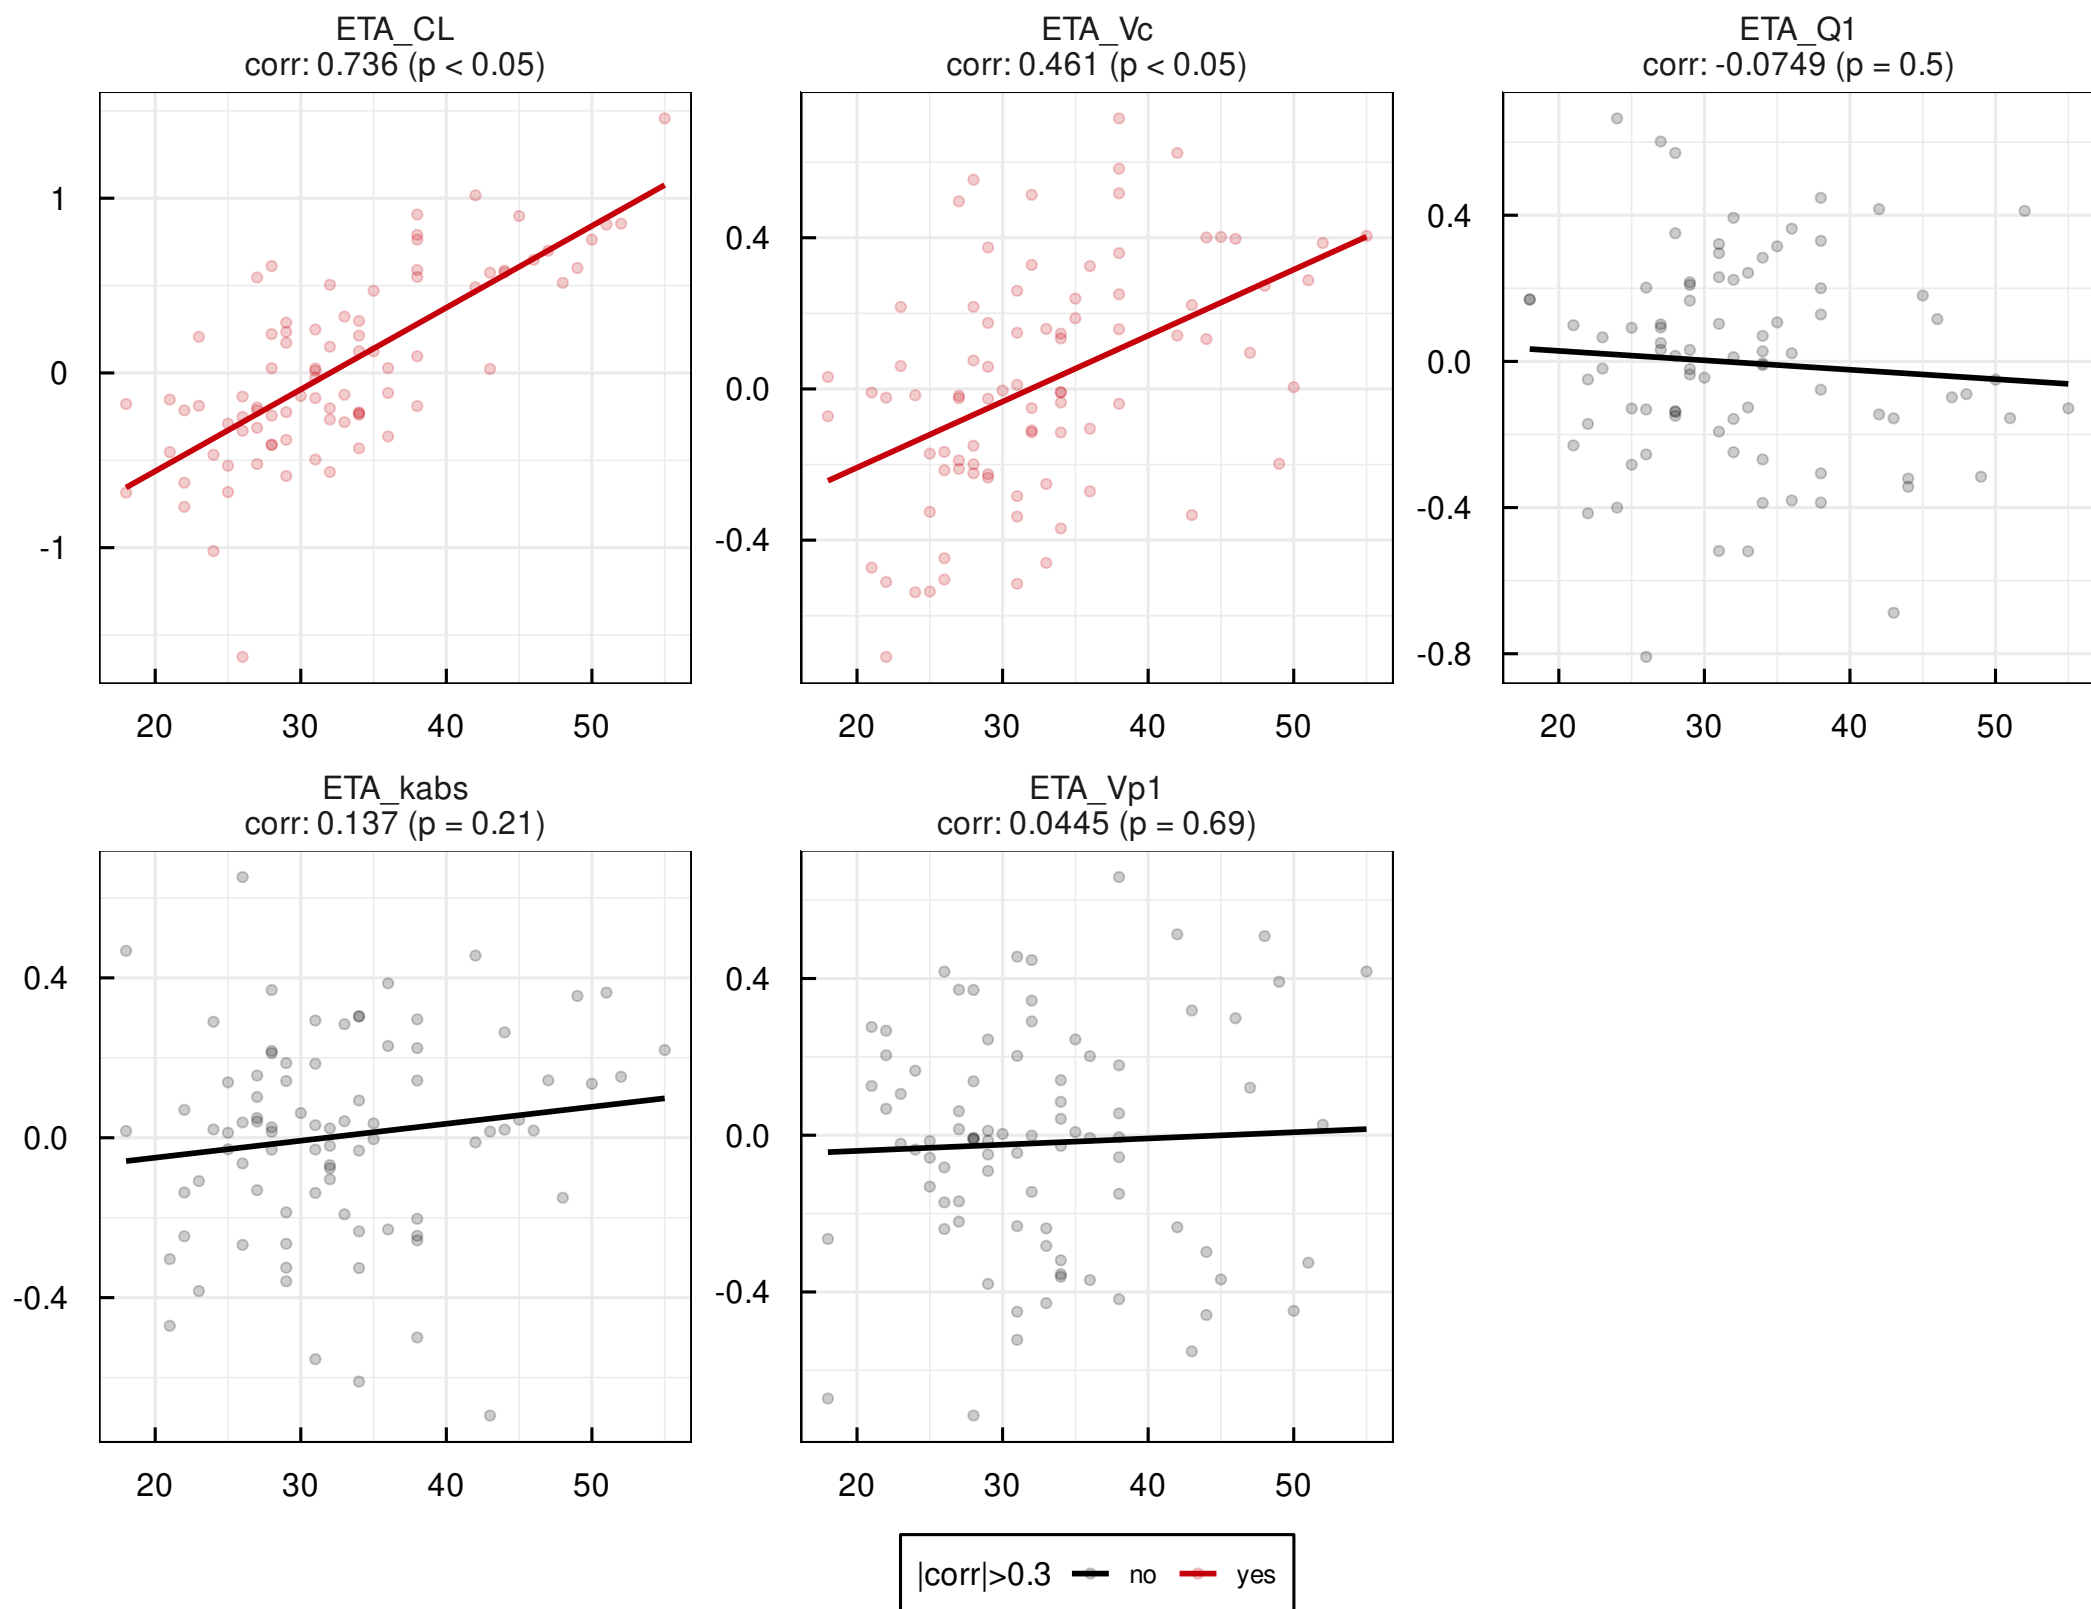 ETA_CL
corr: 0.736 (p < 0.05)
ETA_Vc
corr: 0.461 (p < 0.05)
ETA_Q1
corr: -0.0749 (p = 0.5)
1
0
-1
20 30 40 50
0.4
0.0
-0.4
20 30 40 50
0.4
0.0
-0.4
-0.8
20 30 40 50
ETA_kabs
corr: 0.137 (p = 0.21)
ETA_Vp1
corr: 0.0445 (p = 0.69)
0.4
0.0
-0.4
20 30 40 50
0.4
0.0
-0.4
20 30 40 50
|corr|>0.3 no yes